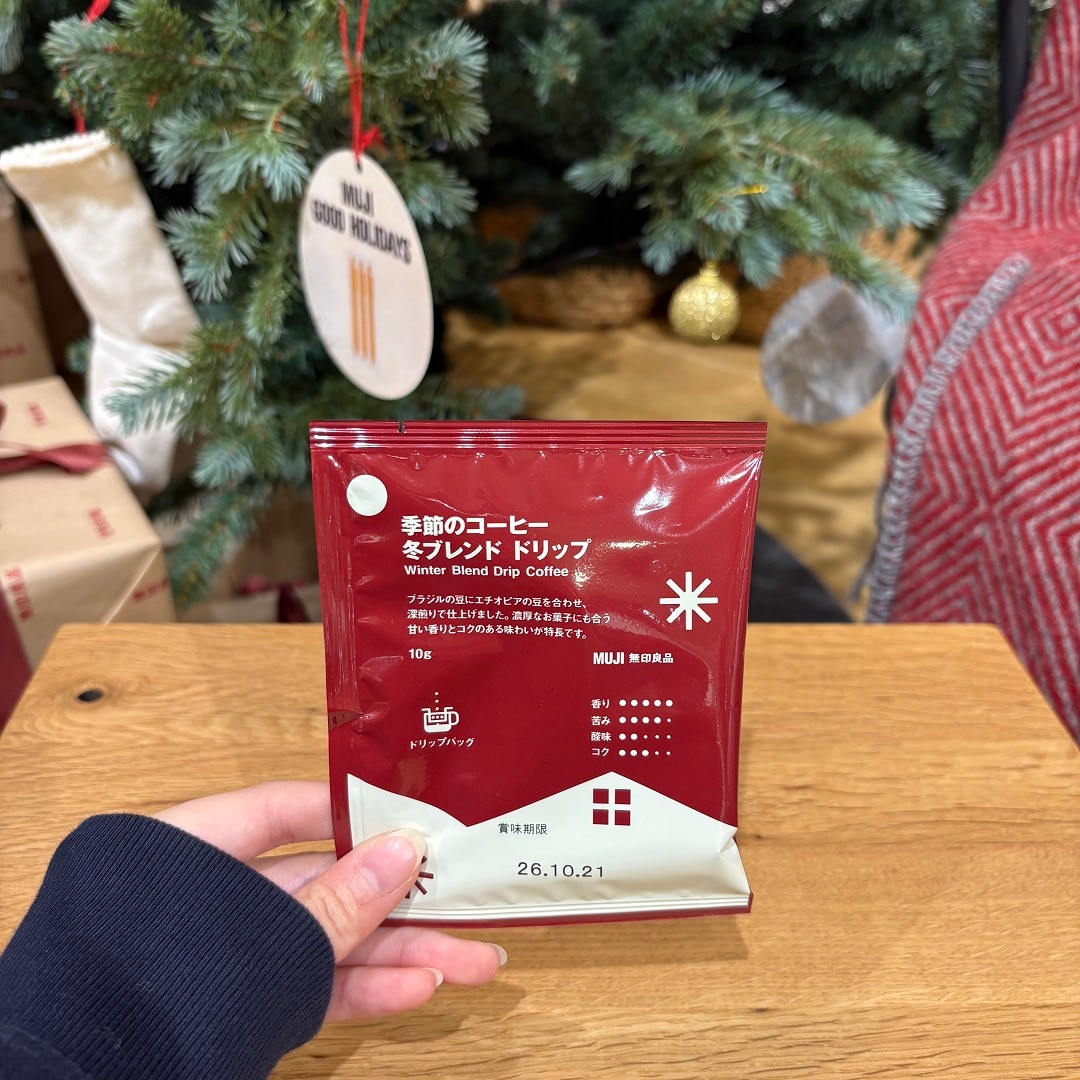 MUJI
GOOD HOLIDAYS
季節のコーヒー
冬ブレンド ドリップ
Winter Blend Drip Coffee
ブラジルの豆にエチオピアの豆を合わせ、
深煎りで仕上げました。濃厚なお菓子にも合う
甘い香りとコクのある味わいが特長です。
10g
MUJI 無印良品
香り
苦み
酸味
コク
ドリップバッグ
賞味期限
26.10.21